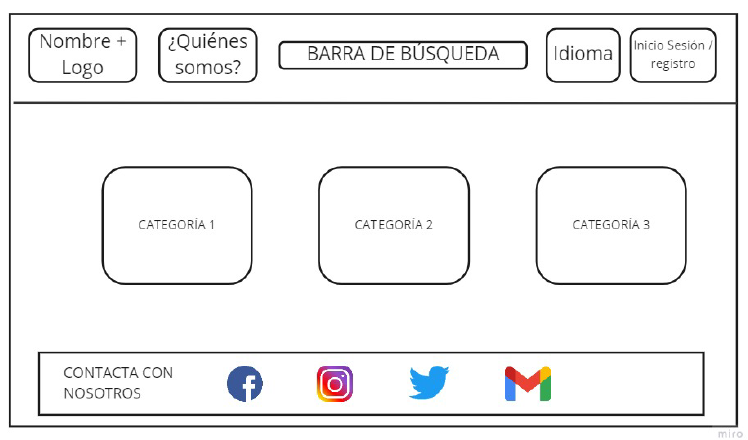 Nombre +
Logo
¿Quiénes
somos?
BARRA DE BÚSQUEDA
Idioma
Inicio Sesión /
registro
CATEGORÍA 1
CATEGORÍA 2
CATEGORÍA 3
CONTACTA CON
NOSOTROS
miro